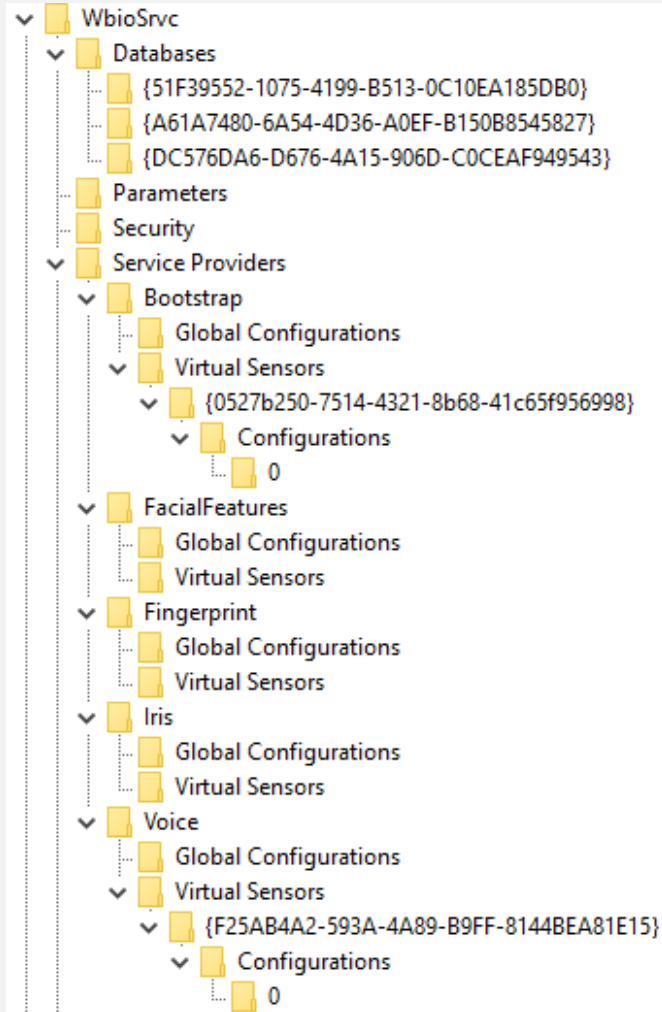 WbioSrvc
Databases
{51F39552-1075-4199-B513-0C10EA185DB0}
{A61A7480-6A54-4D36-A0EF-B150B8545827}
{DC576DA6-D676-4A15-906D-C0CEAF949543}
Parameters
Security
Service Providers
Bootstrap
Global Configurations
Virtual Sensors
{0527b250-7514-4321-8b68-41c65f956998}
Configurations
0
FacialFeatures
Global Configurations
Virtual Sensors
Fingerprint
Global Configurations
Virtual Sensors
Iris
Global Configurations
Virtual Sensors
Voice
Global Configurations
Virtual Sensors
{F25AB4A2-593A-4A89-B9FF-8144BEA81E15}
Configurations
0